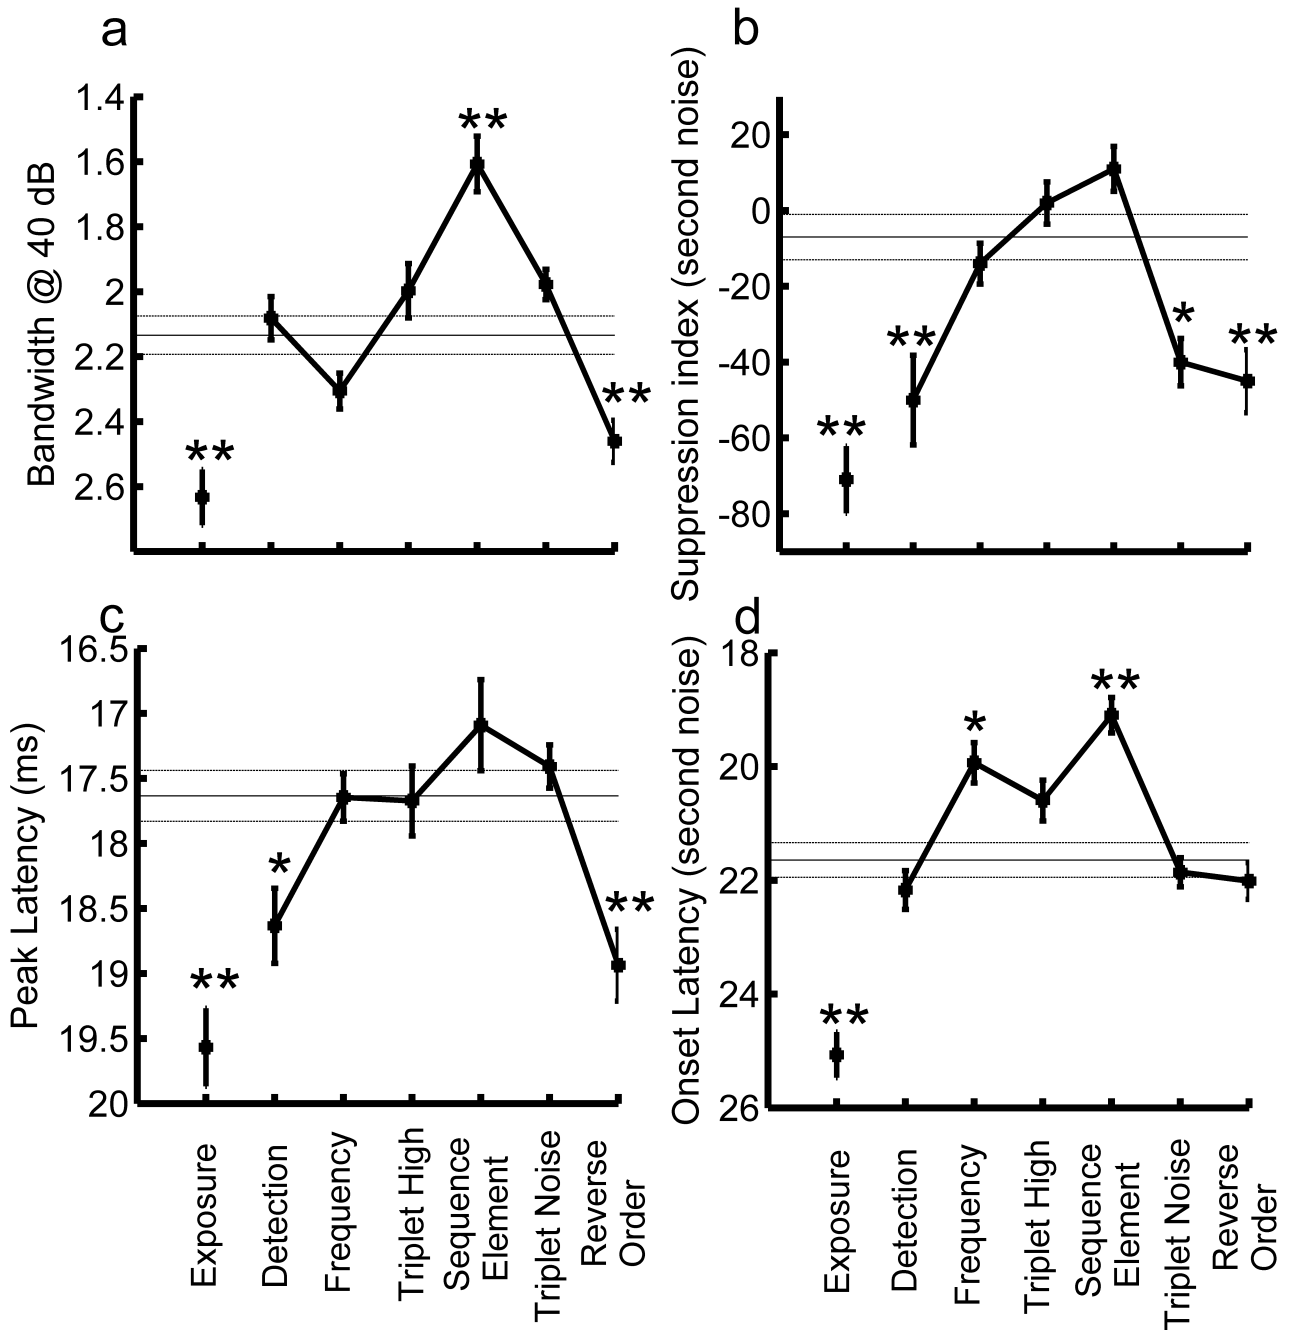 a
Bandwidth @ 40 dB
1.4
1.6
1.8
2
2.2
2.4
2.6
**
**
**
b
Suppression index (second noise)
20
0
-20
-40
-60
-80
**
**
*
**
c
Peak Latency (ms)
16.5
17
17.5
18
18.5
19
19.5
20
**
*
**
Exposure
Detection
Frequency
Triplet High
Sequence
Element
Triplet Noise
Reverse
Order
d
Onset Latency (second noise)
18
20
22
24
26
**
*
**
Exposure
Detection
Frequency
Triplet High
Sequence
Element
Triplet Noise
Reverse
Order